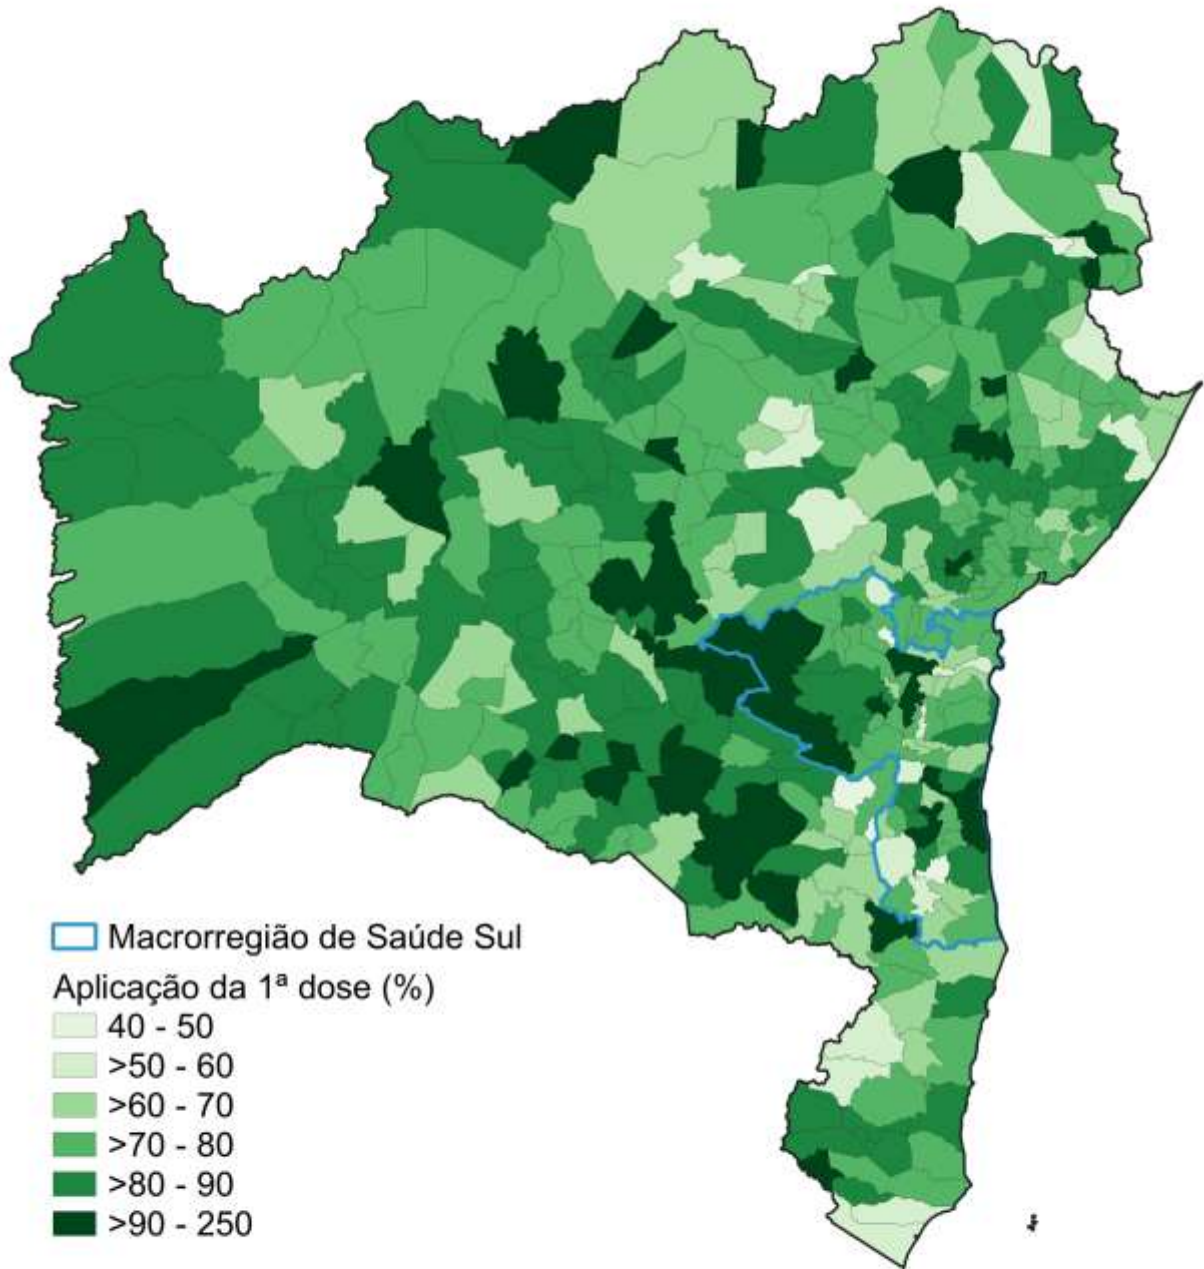 Macrorregião de Saúde Sul
Aplicação da 1ª dose (%)
40 - 50
>50 - 60
>60 - 70
>70 - 80
>80 - 90
>90 - 250